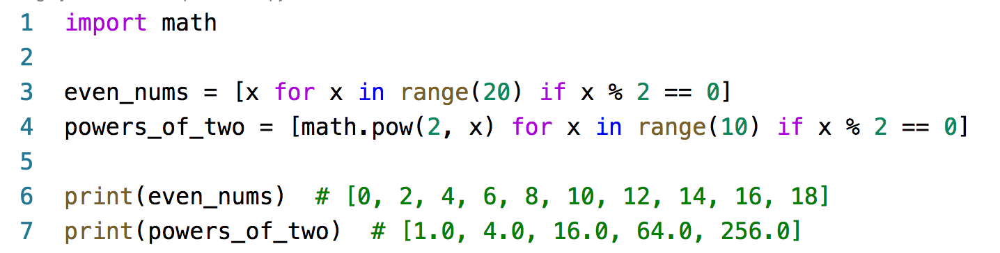 1 import math
2
3 even_nums = [x for x in range(20) if x % 2 == 0]
4 powers_of_two = [math.pow(2, x) for x in range(10) if x % 2 == 0]
5
6 print(even_nums)  # [0, 2, 4, 6, 8, 10, 12, 14, 16, 18]
7 print(powers_of_two)  # [1.0, 4.0, 16.0, 64.0, 256.0]